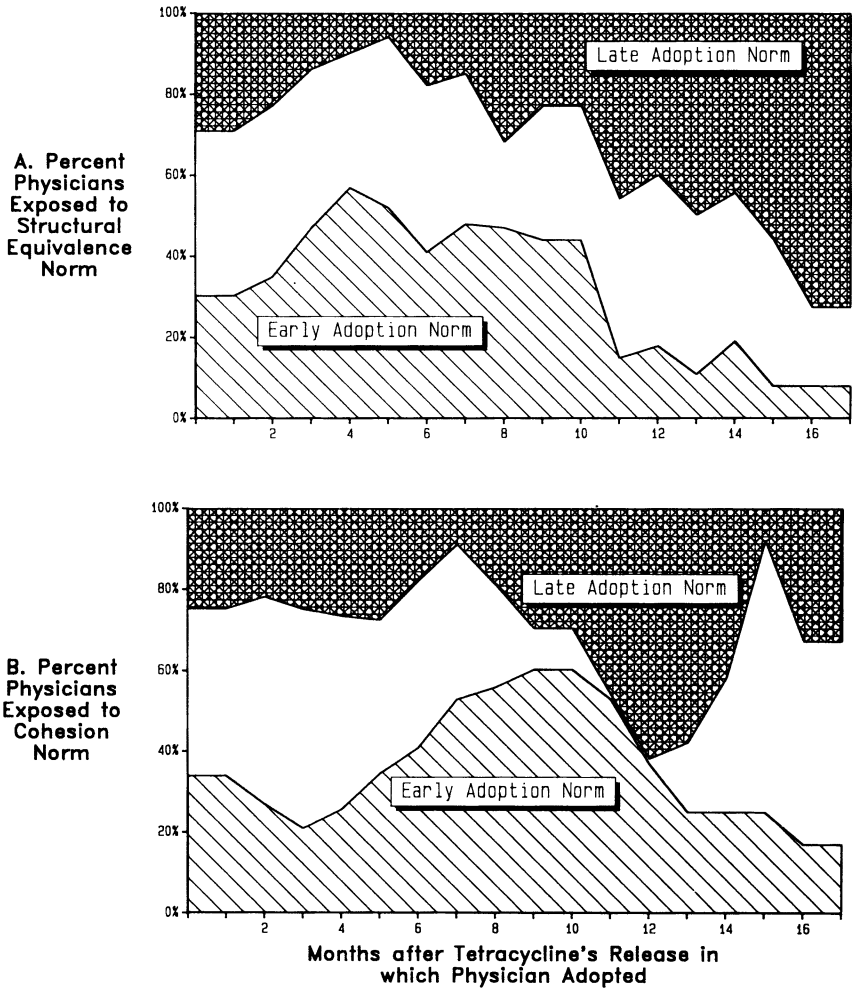 A. Percent
Physicians
Exposed to
Structural
Equivalence
Norm
100%
80%
60%
40%
20%
0%
Late Adoption Norm
Early Adoption Norm
2 4 6 8 10 12 14 16
B. Percent
Physicians
Exposed to
Cohesion
Norm
100%
80%
60%
40%
20%
0%
Late Adoption Norm
Early Adoption Norm
2 4 6 8 10 12 14 16
Months after Tetracycline's Release in
which Physician Adopted